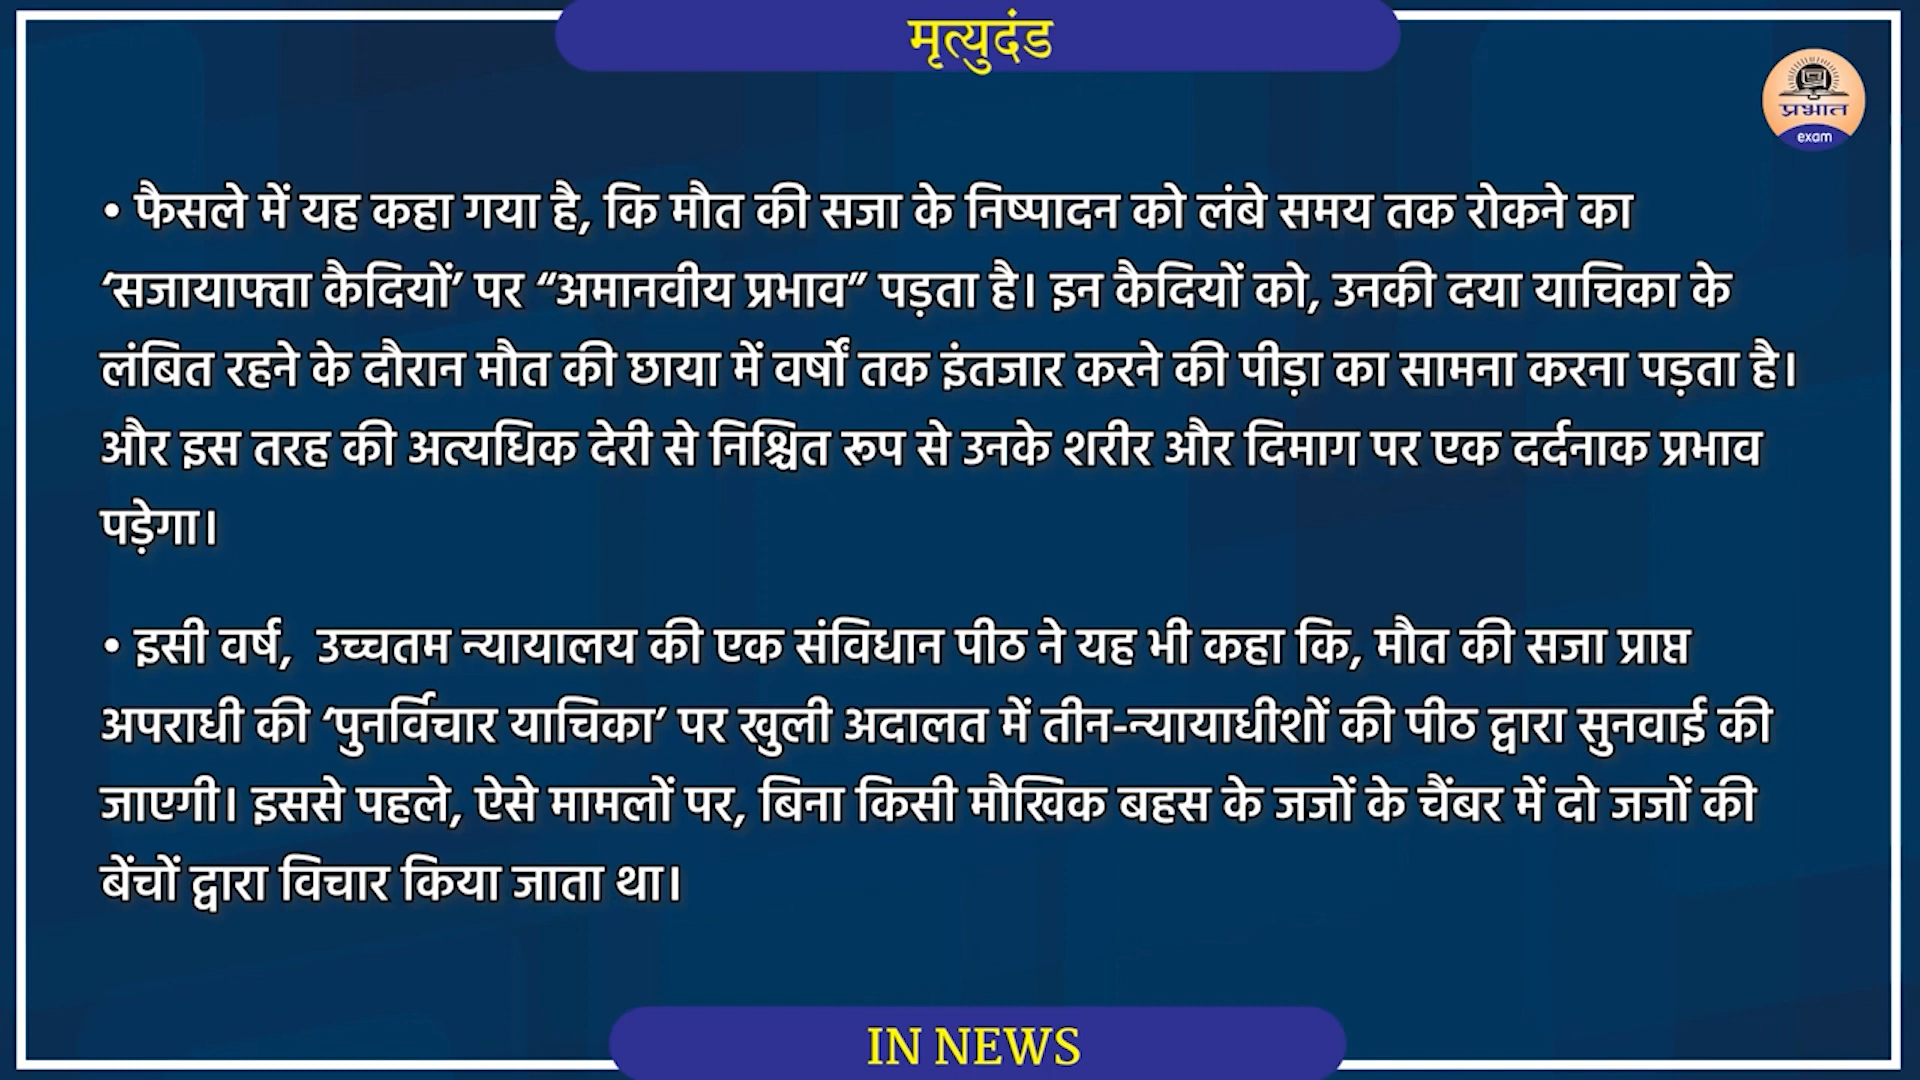 मृत्युदंड
प्रभात
exam
• फैसले में यह कहा गया है, कि मौत की सजा के निष्पादन को लंबे समय तक रोकने का
‘सजायाफ्ता कैदियों’ पर “अमानवीय प्रभाव” पड़ता है। इन कैदियों को, उनकी दया याचिका के
लंबित रहने के दौरान मौत की छाया में वर्षों तक इंतजार करने की पीड़ा का सामना करना पड़ता है।
और इस तरह की अत्यधिक देरी से निश्चित रूप से उनके शरीर और दिमाग पर एक दर्दनाक प्रभाव
पड़ेगा।
• इसी वर्ष, उच्चतम न्यायालय की एक संविधान पीठ ने यह भी कहा कि, मौत की सजा प्राप्त
अपराधी की ‘पुनर्विचार याचिका’ पर खुली अदालत में तीन-न्यायाधीशों की पीठ द्वारा सुनवाई की
जाएगी। इससे पहले, ऐसे मामलों पर, बिना किसी मौखिक बहस के जजों के चैंबर में दो जजों की
बेंचों द्वारा विचार किया जाता था।
IN NEWS